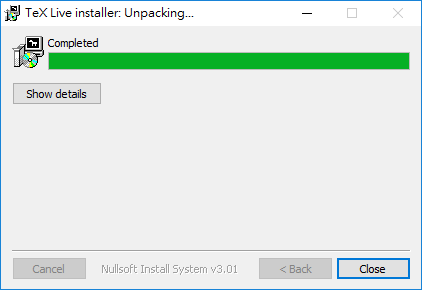 TeX Live installer: Unpacking...
Completed
Show details
Cancel
Nullsoft Install System v3.01
< Back
Close